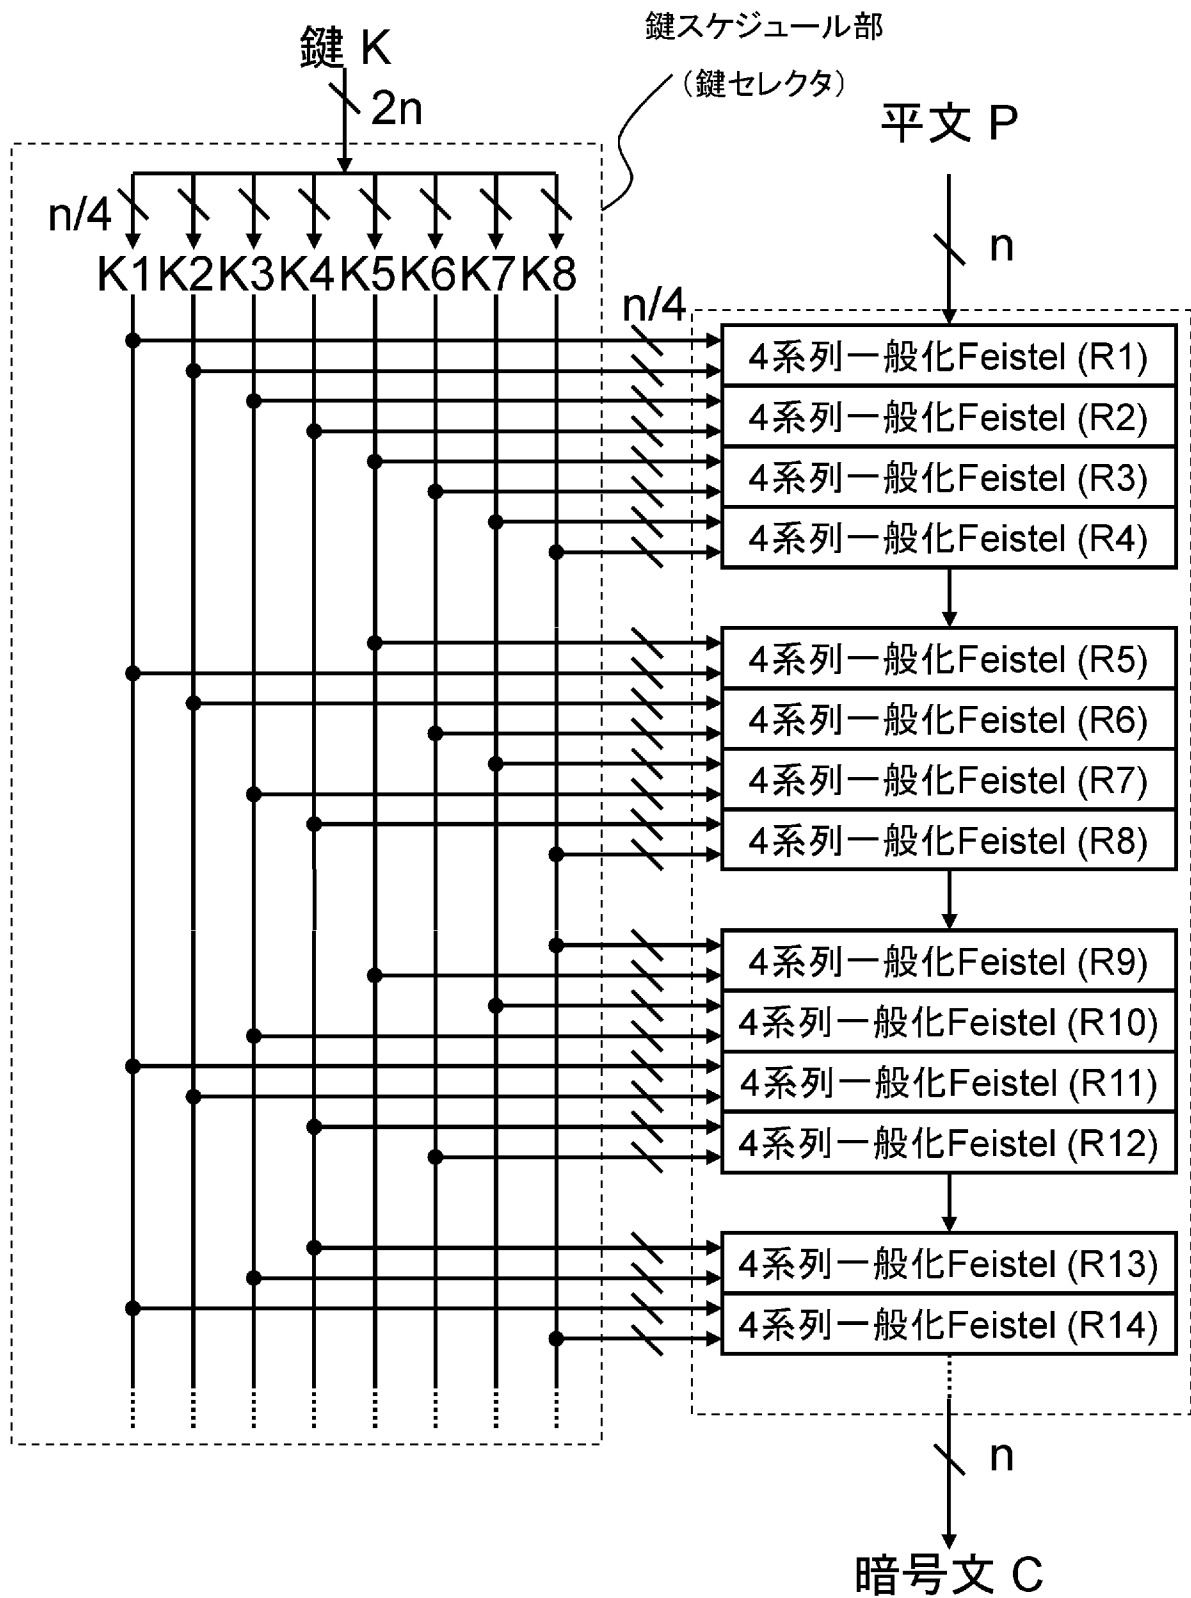 鍵スケジュール部
(鍵セレクタ)
鍵 K
2n
平文 P
n
n/4
K1 K2 K3 K4 K5 K6 K7 K8
n/4
4系列一般化Feistel (R1)
4系列一般化Feistel (R2)
4系列一般化Feistel (R3)
4系列一般化Feistel (R4)
4系列一般化Feistel (R5)
4系列一般化Feistel (R6)
4系列一般化Feistel (R7)
4系列一般化Feistel (R8)
4系列一般化Feistel (R9)
4系列一般化Feistel (R10)
4系列一般化Feistel (R11)
4系列一般化Feistel (R12)
4系列一般化Feistel (R13)
4系列一般化Feistel (R14)
n
暗号文 C